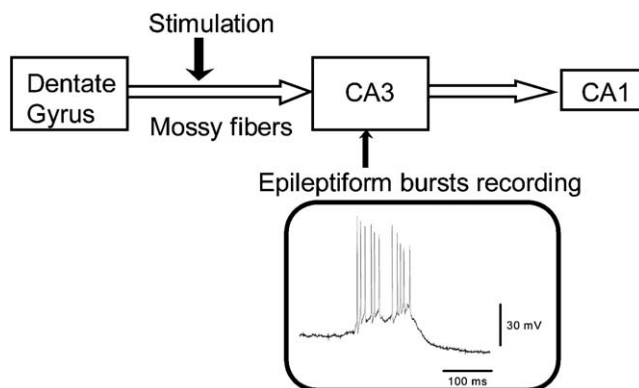 Stimulation
Dentate
Gyrus
CA3
CA1
Mossy fibers
Epileptiform bursts recording
30 mV
100 ms